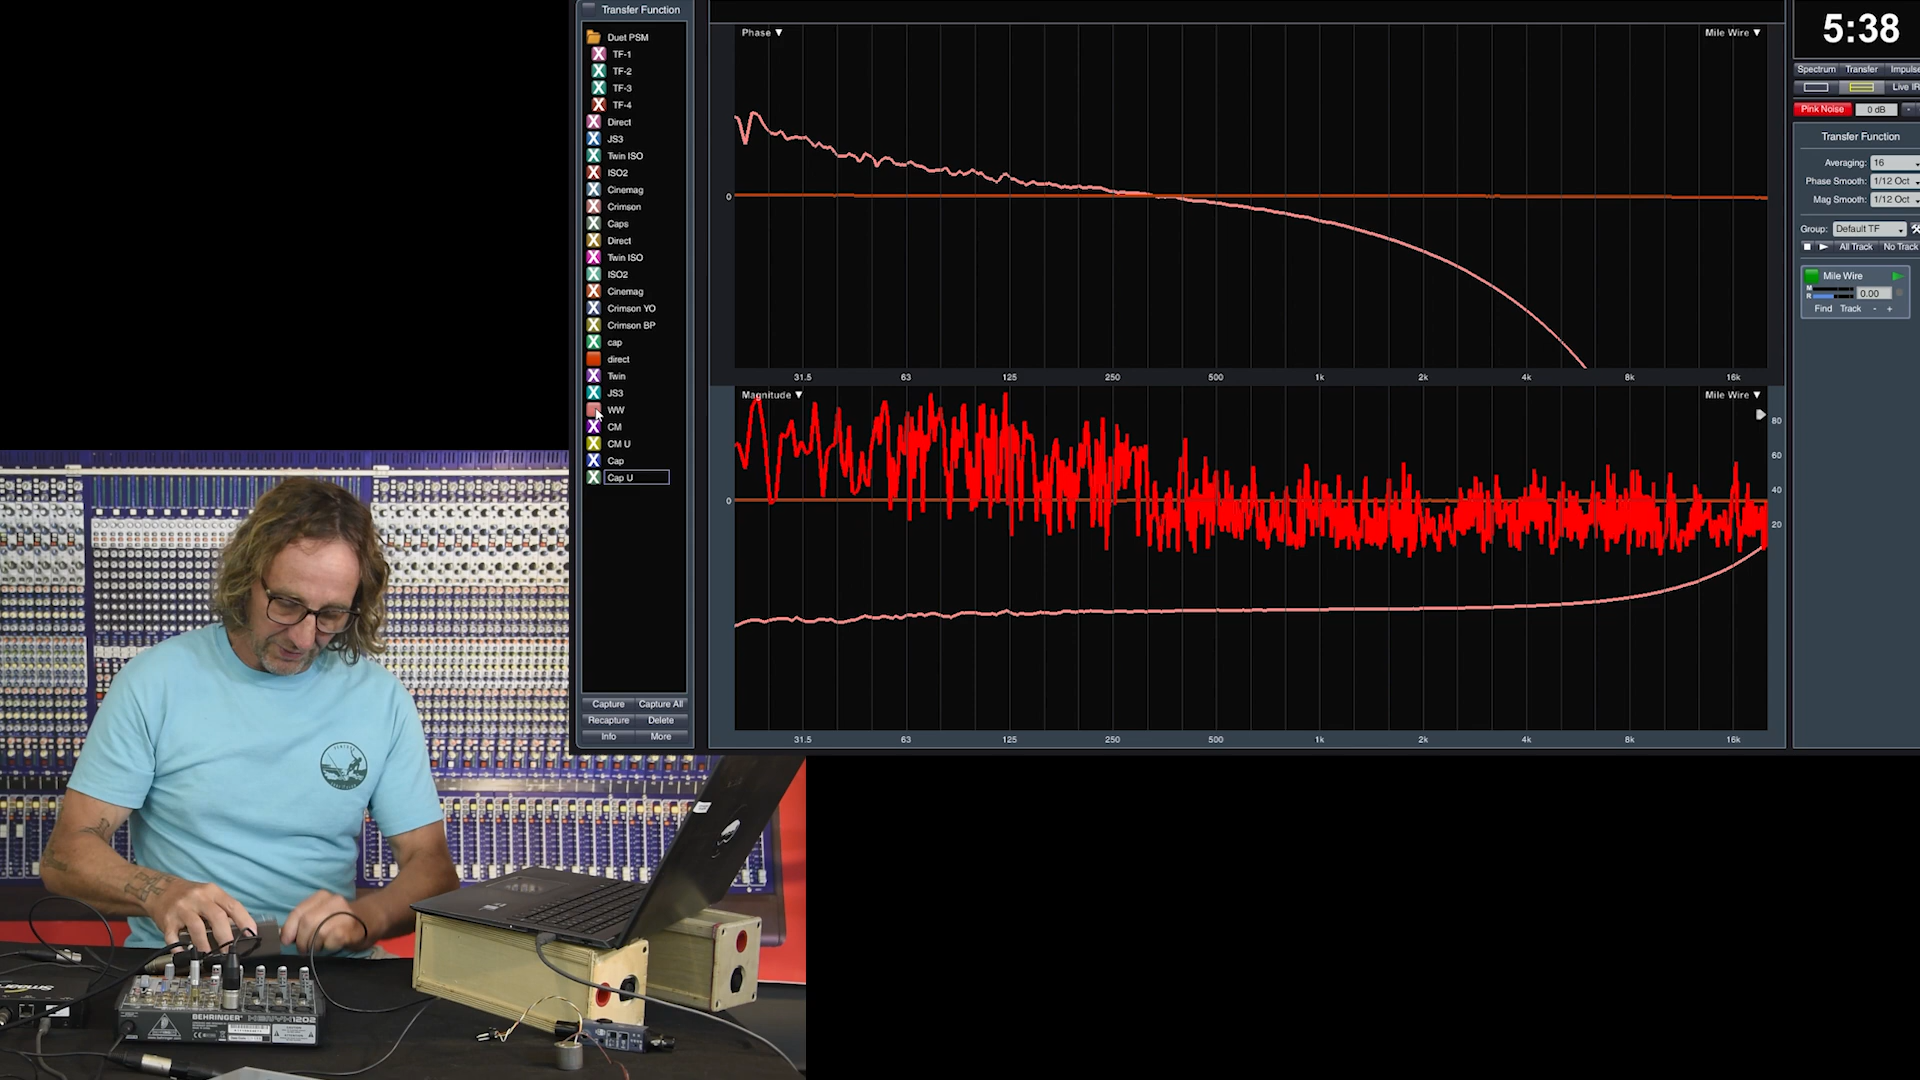 Transfer Function
Duet PSM
TF-1
TF-2
TF-3
TF-4
Direct
JS3
Twin ISO
ISO2
Cinemag
Crimson
Caps
Direct
Twin ISO
ISO2
Cinemag
Crimson YO
Crimson BP
cap
direct
Twin
JS3
WW
CM
CM U
Cap
Cap U
Capture Capture All
Recapture Delete
Info More
Phase ▼ Mile Wire ▼
0
31.5 63 125 250 500 1k 2k 4k 8k 16k
Magnitude ▼ Mile Wire ▼
80
60
0 40
20
31.5 63 125 250 500 1k 2k 4k 8k 16k
5:38
Spectrum Transfer Impulse
Live IR
Pink Noise 0 dB -
Transfer Function
Averaging: 16
Phase Smooth: 1/12 Oct
Mag Smooth: 1/12 Oct
Group: Default TF
All Track No Track
Mile Wire
M
R 0.00
Find Track - +
Smaart
BEHRINGER XENYX1202